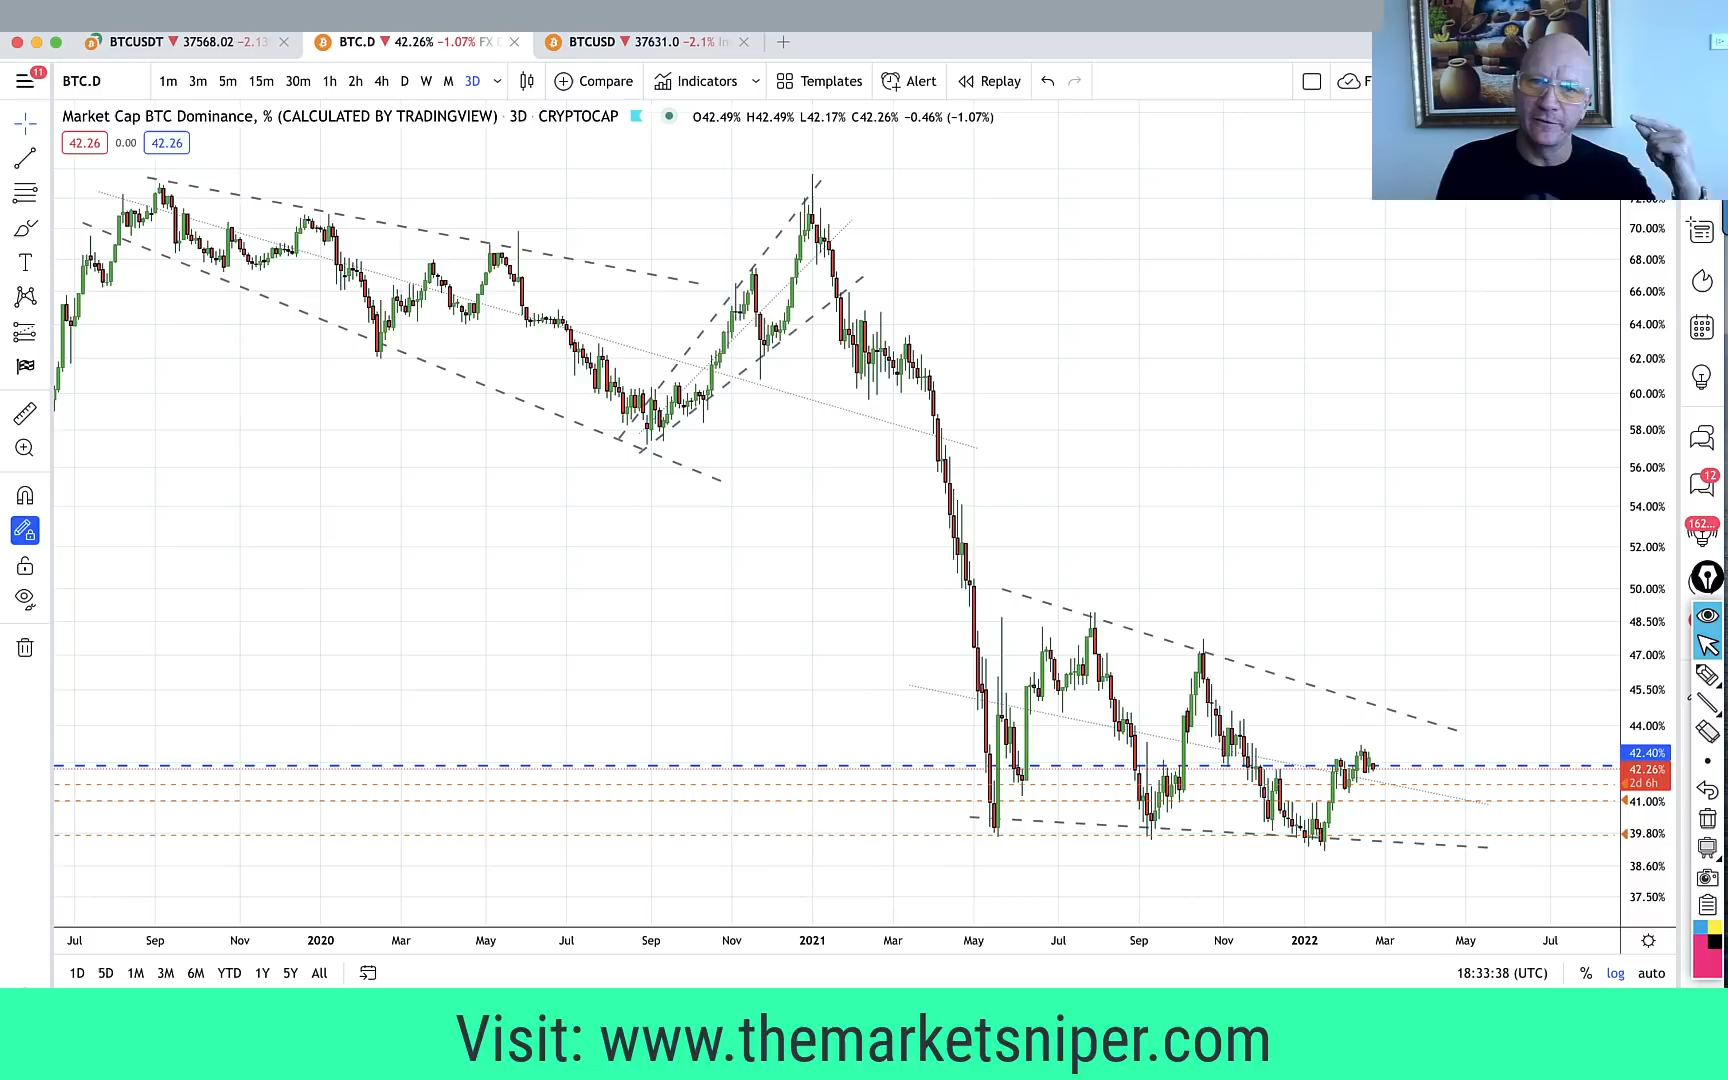 BTCUSDT 37568.02 −2.13
BTC.D 42.26% −1.07% FX
BTCUSD 37631.0 −2.1%
11
BTC.D 1m 3m 5m 15m 30m 1h 2h 4h D W M 3D Compare Indicators Templates Alert Replay
Market Cap BTC Dominance, % (CALCULATED BY TRADINGVIEW) · 3D · CRYPTOCAP O42.49% H42.49% L42.17% C42.26% −0.46% (−1.07%)
42.26 0.00 42.26
72.00%
70.00%
68.00%
66.00%
64.00%
62.00%
60.00%
58.00%
56.00%
54.00%
52.00%
50.00%
48.50%
47.00%
45.50%
44.00%
42.40%
42.26%
2d 6h
41.00%
39.80%
38.60%
37.50%
12
162...
Jul Sep Nov 2020 Mar May Jul Sep Nov 2021 Mar May Jul Sep Nov 2022 Mar May Jul
1D 5D 1M 3M 6M YTD 1Y 5Y All 18:33:38 (UTC) % log auto
Visit: www.themarketsniper.com